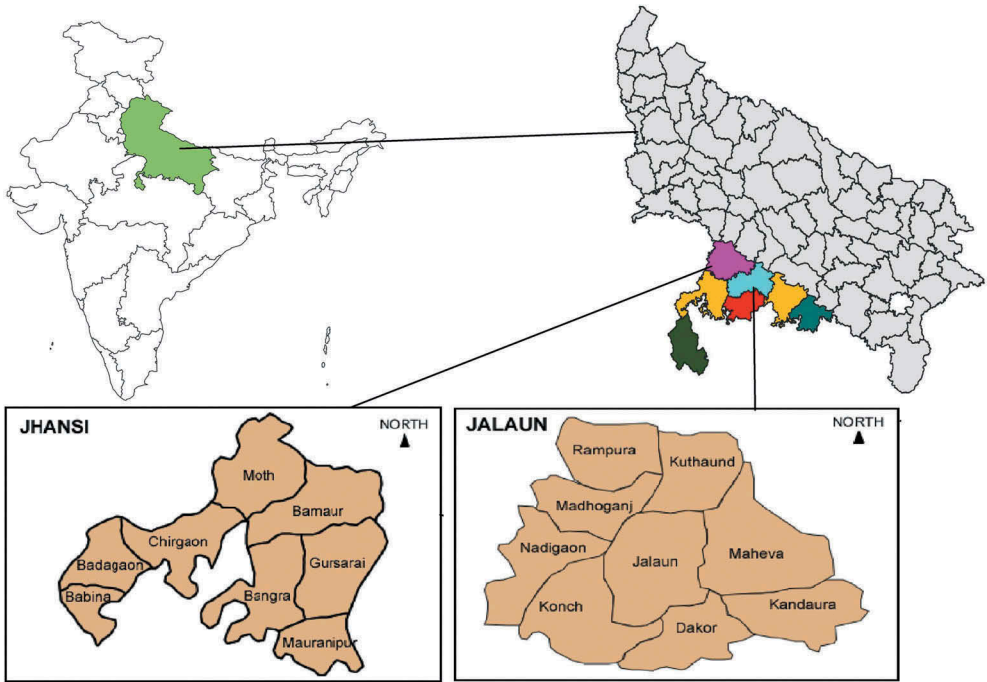 JHANSI
NORTH
Moth
Bamaur
Chirgaon
Gursarai
Badagaon
Babina
Bangra
Mauranipur
JALAUN
NORTH
Rampura
Kuthaund
Madhoganj
Nadigaon
Jalaun
Maheva
Konch
Kandaura
Dakor